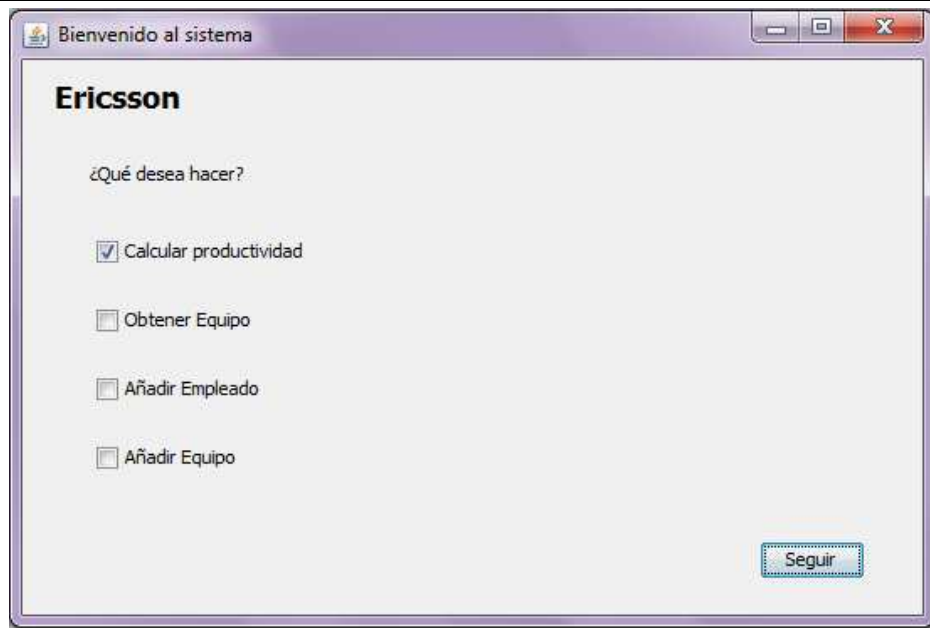 Bienvenido al sistema
Ericsson
¿Qué desea hacer?
Calcular productividad
Obtener Equipo
Añadir Empleado
Añadir Equipo
Seguir